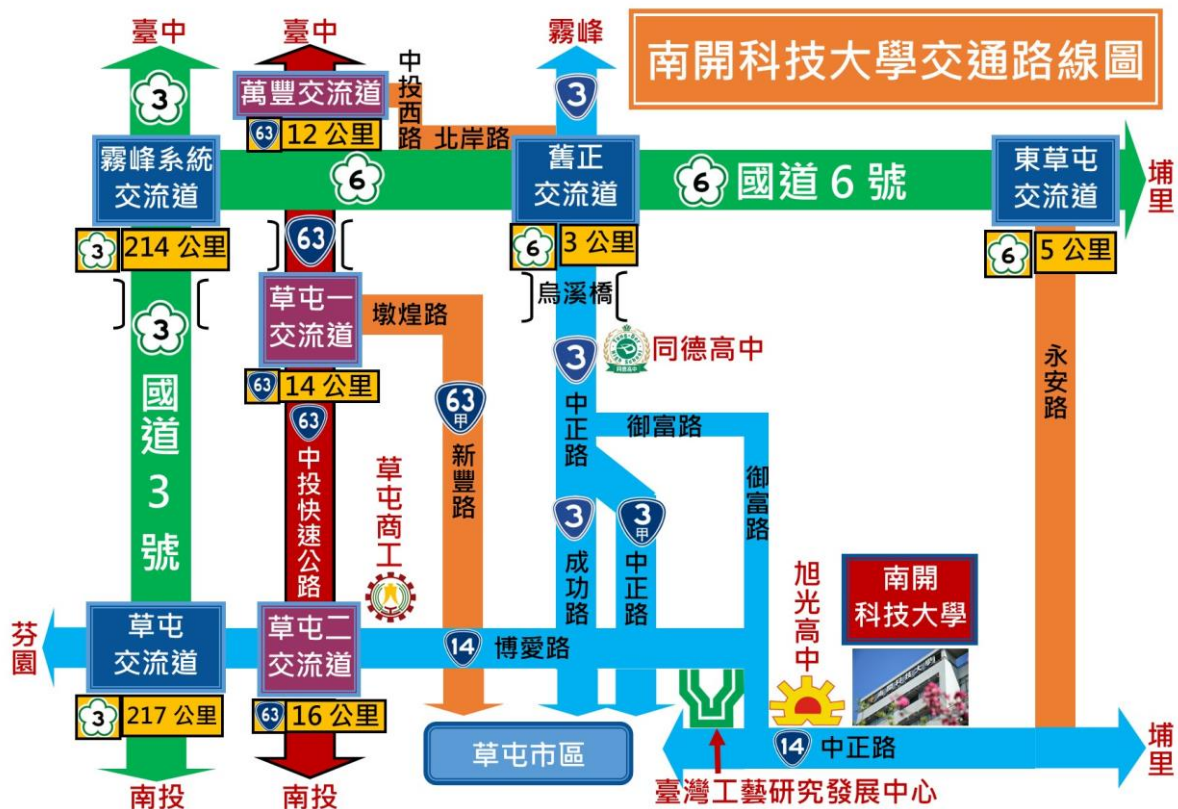 臺中
臺中
霧峰
南開科技大學交通路線圖
3
萬豐交流道
中投西路
3
63
12 公里
北岸路
霧峰系統
交流道
6
舊正
交流道
6
國道 6 號
東草屯
交流道
埔里
3
214 公里
63
6
3 公里
6
5 公里
烏溪橋
3
草屯一
交流道
墩煌路
3
同德高中
永安路
國道3號
63
14 公里
63
63
甲
中正路
御富路
中投快速公路
新豐路
御富路
草屯商工
3
3
甲
成功路
中正路
旭光高中
南開
科技大學
芬園
草屯
交流道
草屯二
交流道
14
博愛路
3
217 公里
63
16 公里
草屯市區
14
中正路
埔里
南投
南投
臺灣工藝研究發展中心